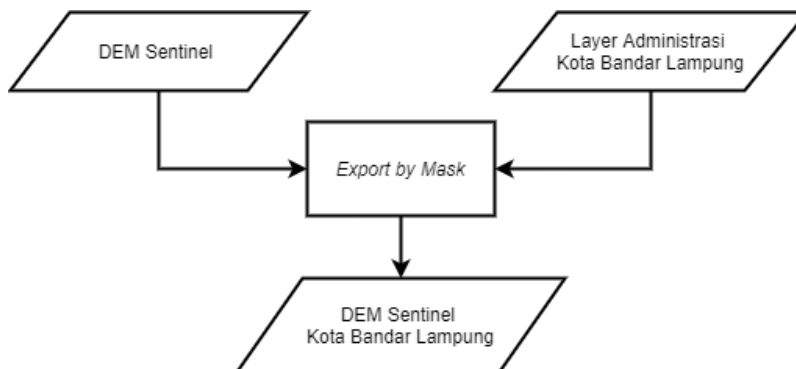 DEM Sentinel
Layer Administrasi
Kota Bandar Lampung
Export by Mask
DEM Sentinel
Kota Bandar Lampung